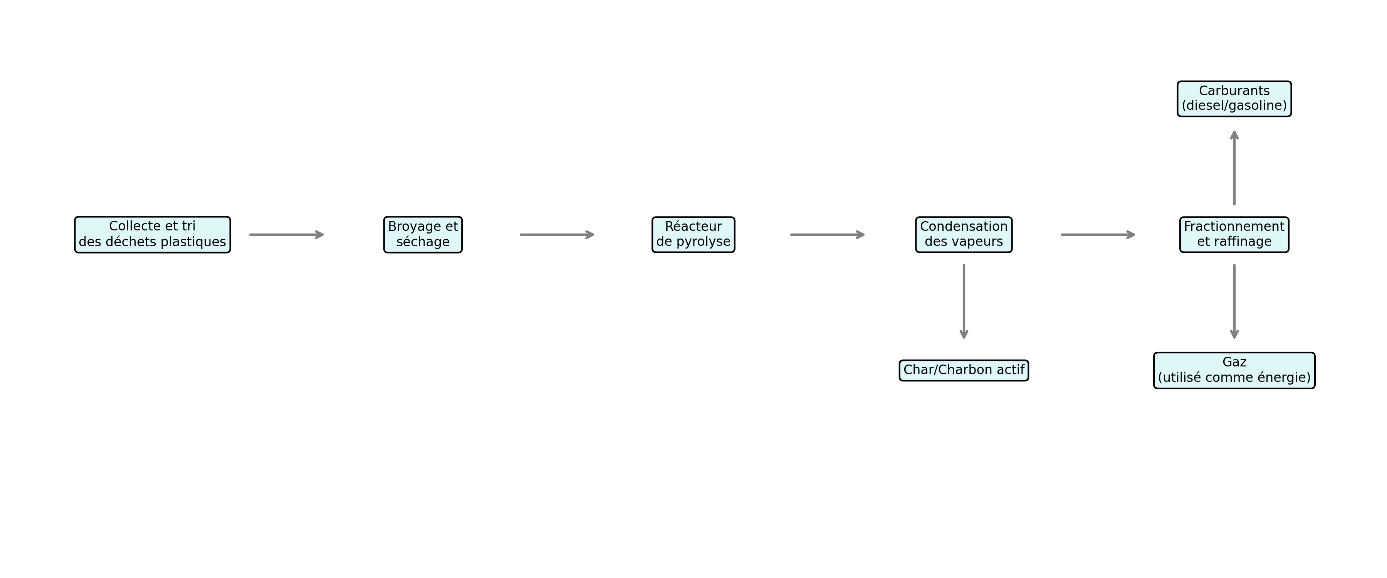 Carburants
(diesel/gasoline)
Collecte et tri
des déchets plastiques
Broyage et
séchage
Réacteur
de pyrolyse
Condensation
des vapeurs
Fractionnement
et raffinage
Char/Charbon actif
Gaz
(utilisé comme énergie)